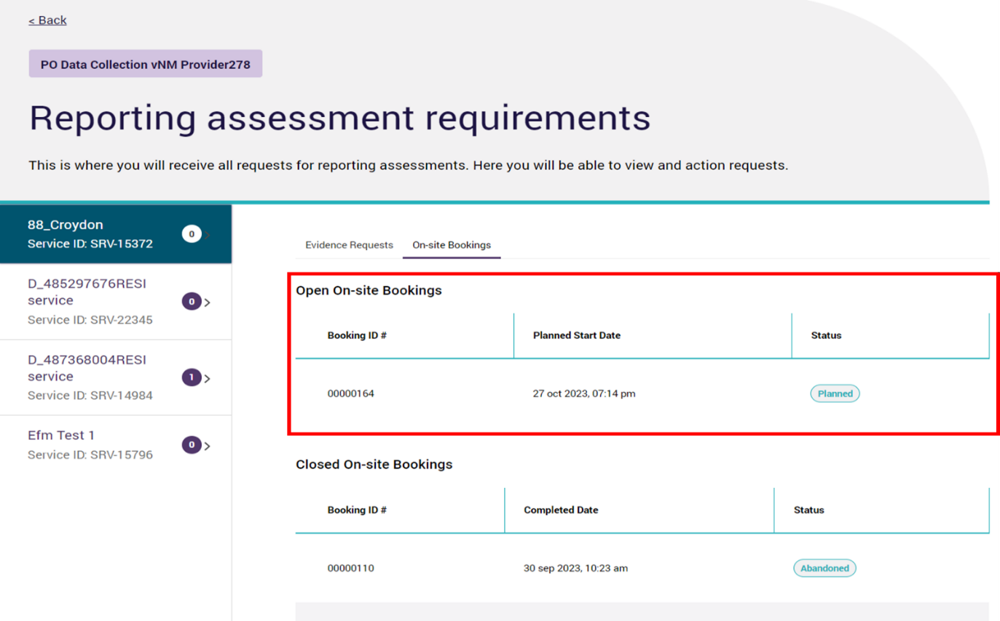 < Back
PO Data Collection vNM Provider278
Reporting assessment requirements
This is where you will receive all requests for reporting assessments. Here you will be able to view and action requests.
88_Croydon
Service ID: SRV-15372
0
D_485297676RESI
service
Service ID: SRV-22345
0
D_487368004RESI
service
Service ID: SRV-14984
1
Efm Test 1
Service ID: SRV-15796
0
Evidence Requests On-site Bookings
Open On-site Bookings
Booking ID # Planned Start Date Status
00000164 27 oct 2023, 07:14 pm Planned
Closed On-site Bookings
Booking ID # Completed Date Status
00000110 30 sep 2023, 10:23 am Abandoned